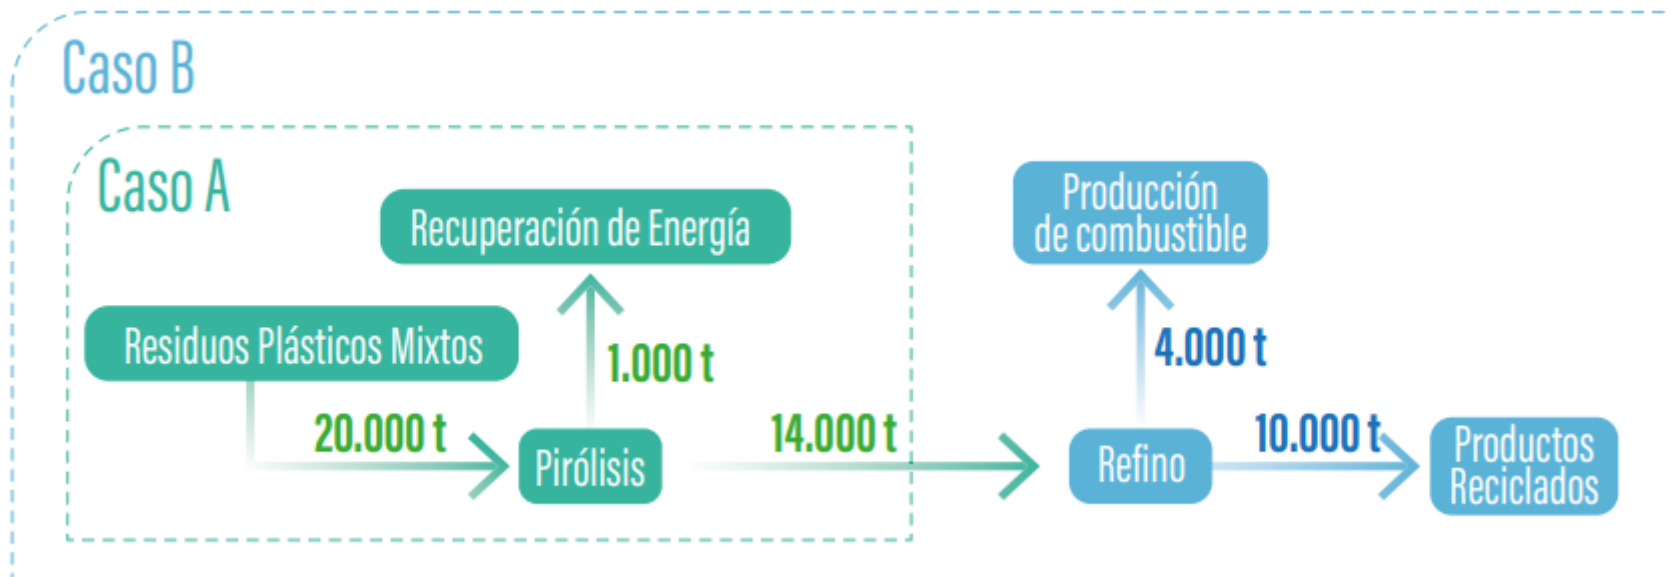 Caso B
Caso A
Recuperación de Energía
Producción
de combustible
Residuos Plásticos Mixtos
1.000 t
4.000 t
20.000 t
14.000 t
10.000 t
Pirólisis
Refino
Productos
Reciclados